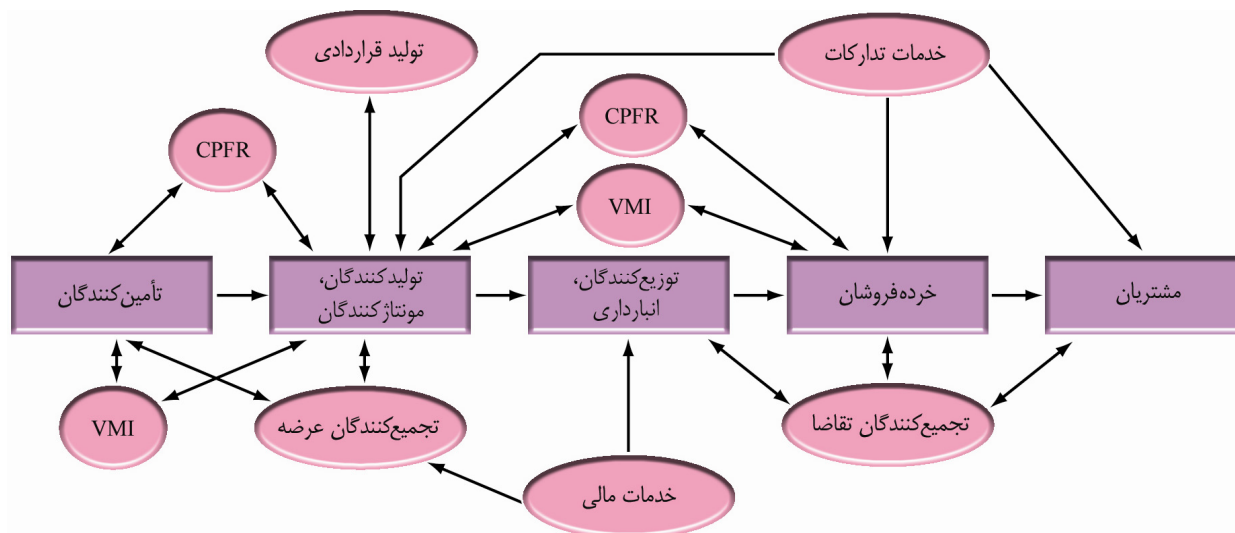 تولید قراردادی
خدمات تدارکات
CPFR
CPFR
VMI
تأمین‌کنندگان
تولیدکنندگان،
مونتاژکنندگان
توزیع‌کنندگان،
انبارداری
خرده‌فروشان
مشتریان
VMI
تجمیع‌کنندگان عرضه
تجمیع‌کنندگان تقاضا
خدمات مالی